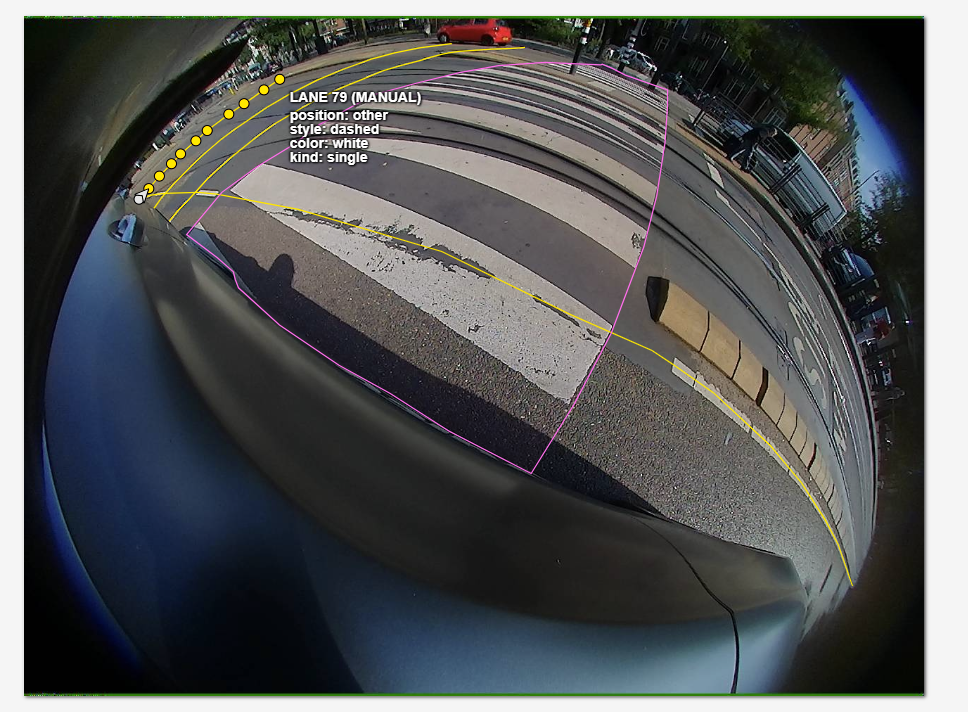 LANE 79 (MANUAL)
position: other
style: dashed
color: white
kind: single